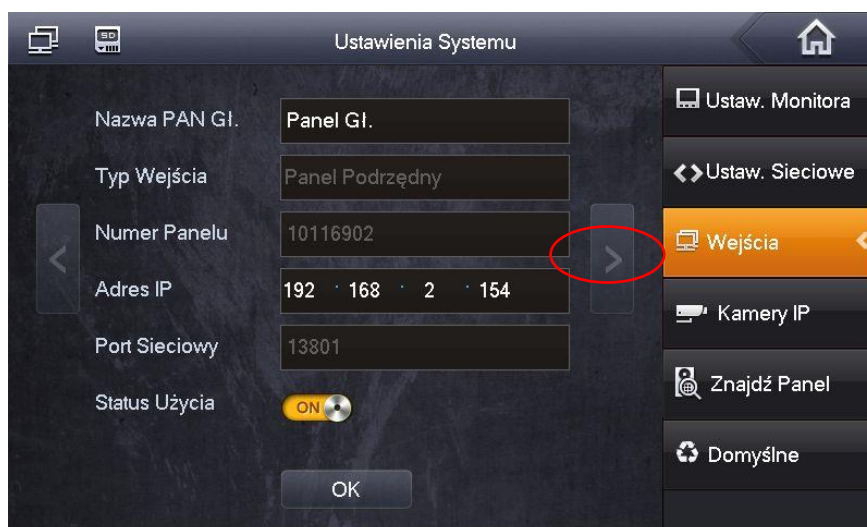 SD
Ustawienia Systemu
Nazwa PAN Gł.
Panel Gł.
Typ Wejścia
Panel Podrzędny
Numer Panelu
10116902
Adres IP
192 · 168 · 2 · 154
Port Sieciowy
13801
Status Użycia
ON
OK
Ustaw. Monitora
Ustaw. Sieciowe
Wejścia
Kamery IP
Znajdź Panel
Domyślne